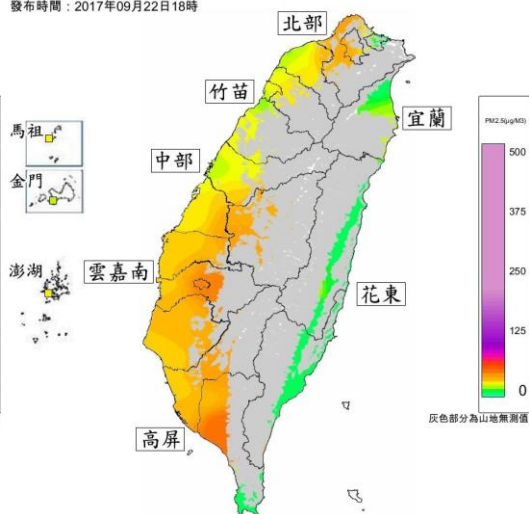 發布時間：2017年09月22日18時
北部
竹苗
宜蘭
馬祖
中部
金門
澎湖
雲嘉南
花東
高屏
PM2.5(μg/M3)
500
375
250
125
0
灰色部分為山地無測值